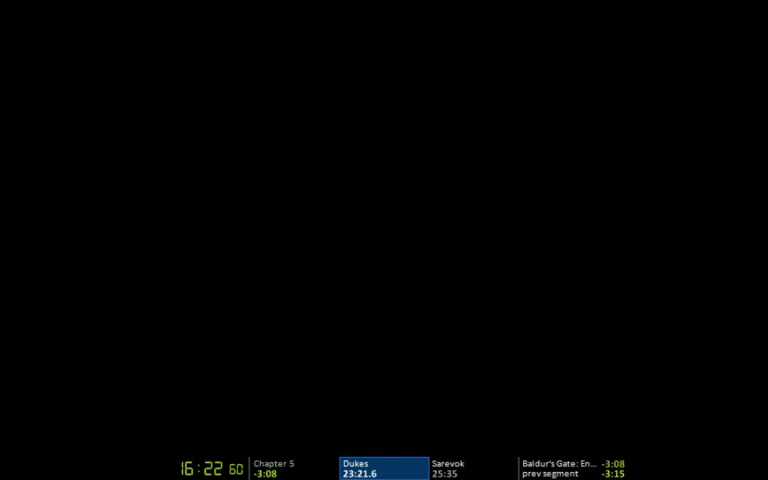 16:22 60
Chapter 5
-3:08
Dukes
23:21.6
Sarevok
25:35
Baldur's Gate: En... -3:08
prev segment -3:15